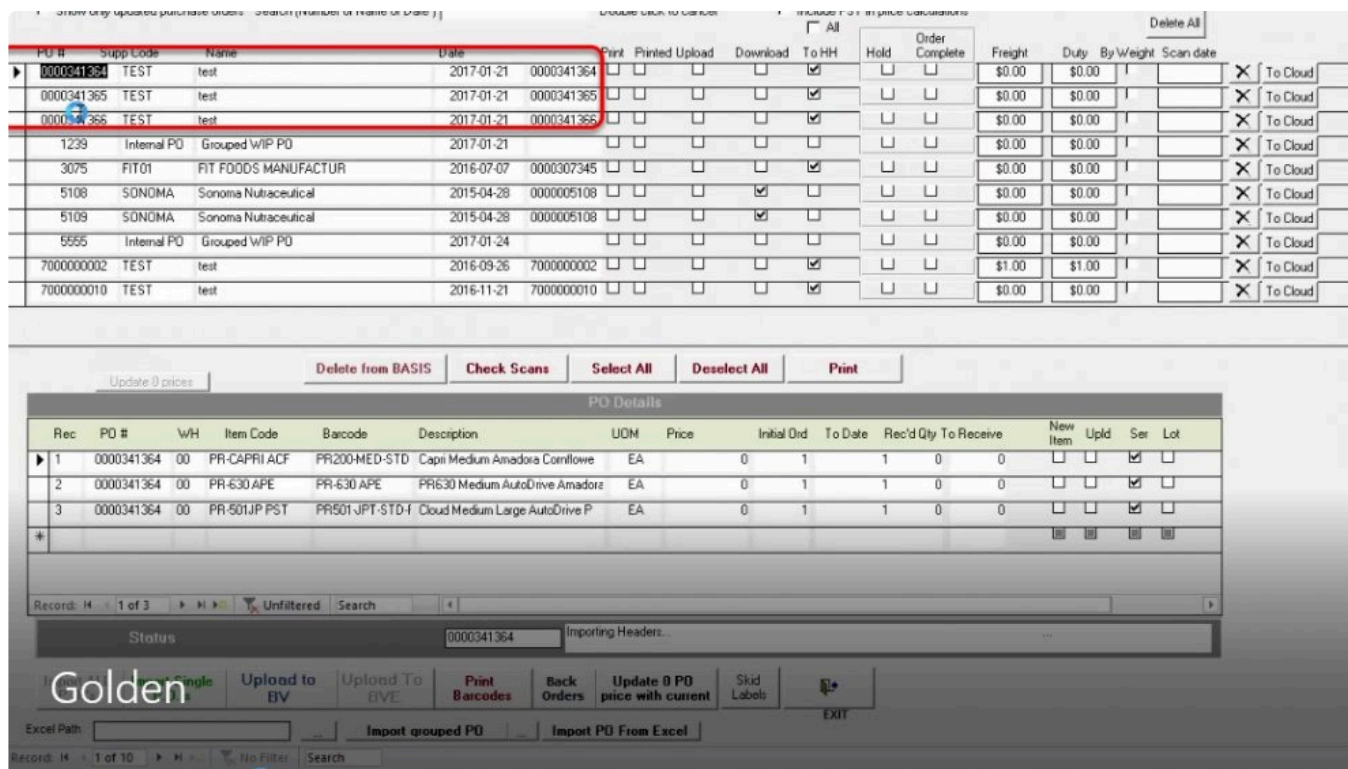 Show only updated purchase orders Search (Number or Name or Date ) Double click to cancel Include PST in price calculations
All Delete All
PO # Supp Code Name Date Print Printed Upload Download To HH Hold Order Complete Freight Duty By Weight Scan date
0000341364 TEST test 2017-01-21 0000341364 $0.00 $0.00 To Cloud
0000341365 TEST test 2017-01-21 0000341365 $0.00 $0.00 To Cloud
TEST test 2017-01-21 0000341366 $0.00 $0.00 To Cloud
1239 Internal PO Grouped WIP PO 2017-01-21 $0.00 $0.00 To Cloud
3075 FIT01 FIT FOODS MANUFACTUR 2016-07-07 0000307345 $0.00 $0.00 To Cloud
5108 SONOMA Sonoma Nutraceutical 2015-04-28 0000005108 $0.00 $0.00 To Cloud
5109 SONOMA Sonoma Nutraceutical 2015-04-28 0000005108 $0.00 $0.00 To Cloud
5555 Internal PO Grouped WIP PO 2017-01-24 $0.00 $0.00 To Cloud
7000000002 TEST test 2016-09-26 7000000002 $1.00 $1.00 To Cloud
7000000010 TEST test 2016-11-21 7000000010 $0.00 $0.00 To Cloud
Update 0 prices Delete from BASIS Check Scans Select All Deselect All Print
PO Details
Rec PO # WH Item Code Barcode Description UOM Price Initial Ord To Date Rec'd Qty To Receive New Item Upld Ser Lot
1 0000341364 00 PR-CAPRI ACF PR200-MED-STD Capri Medium Amadora Cornflowe EA 0 1 1 0 0
2 0000341364 00 PR-630 APE PR-630 APE PR630 Medium AutoDrive Amadora EA 0 1 1 0 0
3 0000341364 00 PR-501JP PST PR501-JPT-STD-F Cloud Medium Large AutoDrive P EA 0 1 1 0 0
Record: 1 of 3 Unfiltered Search
Status 0000341364 Importing Headers... ...
Golden Single Upload to BV Upload To BVE Print Barcodes Back Orders Update 0 PO price with current Skid Labels EXIT
Excel Path ... Import grouped PO ... Import PO From Excel
Record: 1 of 10 No Filter Search